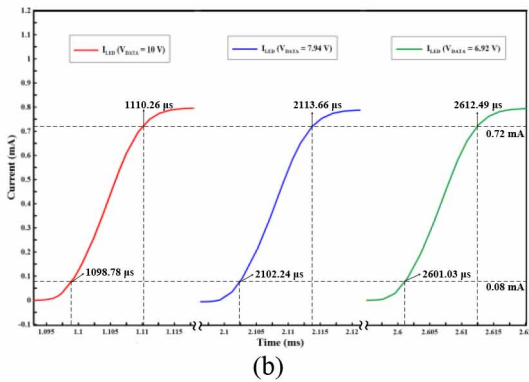 1.2
1.1
1.0
0.9
0.8
0.7
0.6
0.5
0.4
0.3
0.2
0.1
0
-0.1
Current (mA)
I_LED (V_DATA = 10 V)
I_LED (V_DATA = 7.94 V)
I_LED (V_DATA = 6.92 V)
1110.26 μs
2113.66 μs
2612.49 μs
0.72 mA
1098.78 μs
2102.24 μs
2601.03 μs
0.08 mA
1.095 1.1 1.105 1.11 1.115 2.1 2.105 2.11 2.115 2.12 2.6 2.605 2.61 2.615 2.62
Time (ms)
(b)